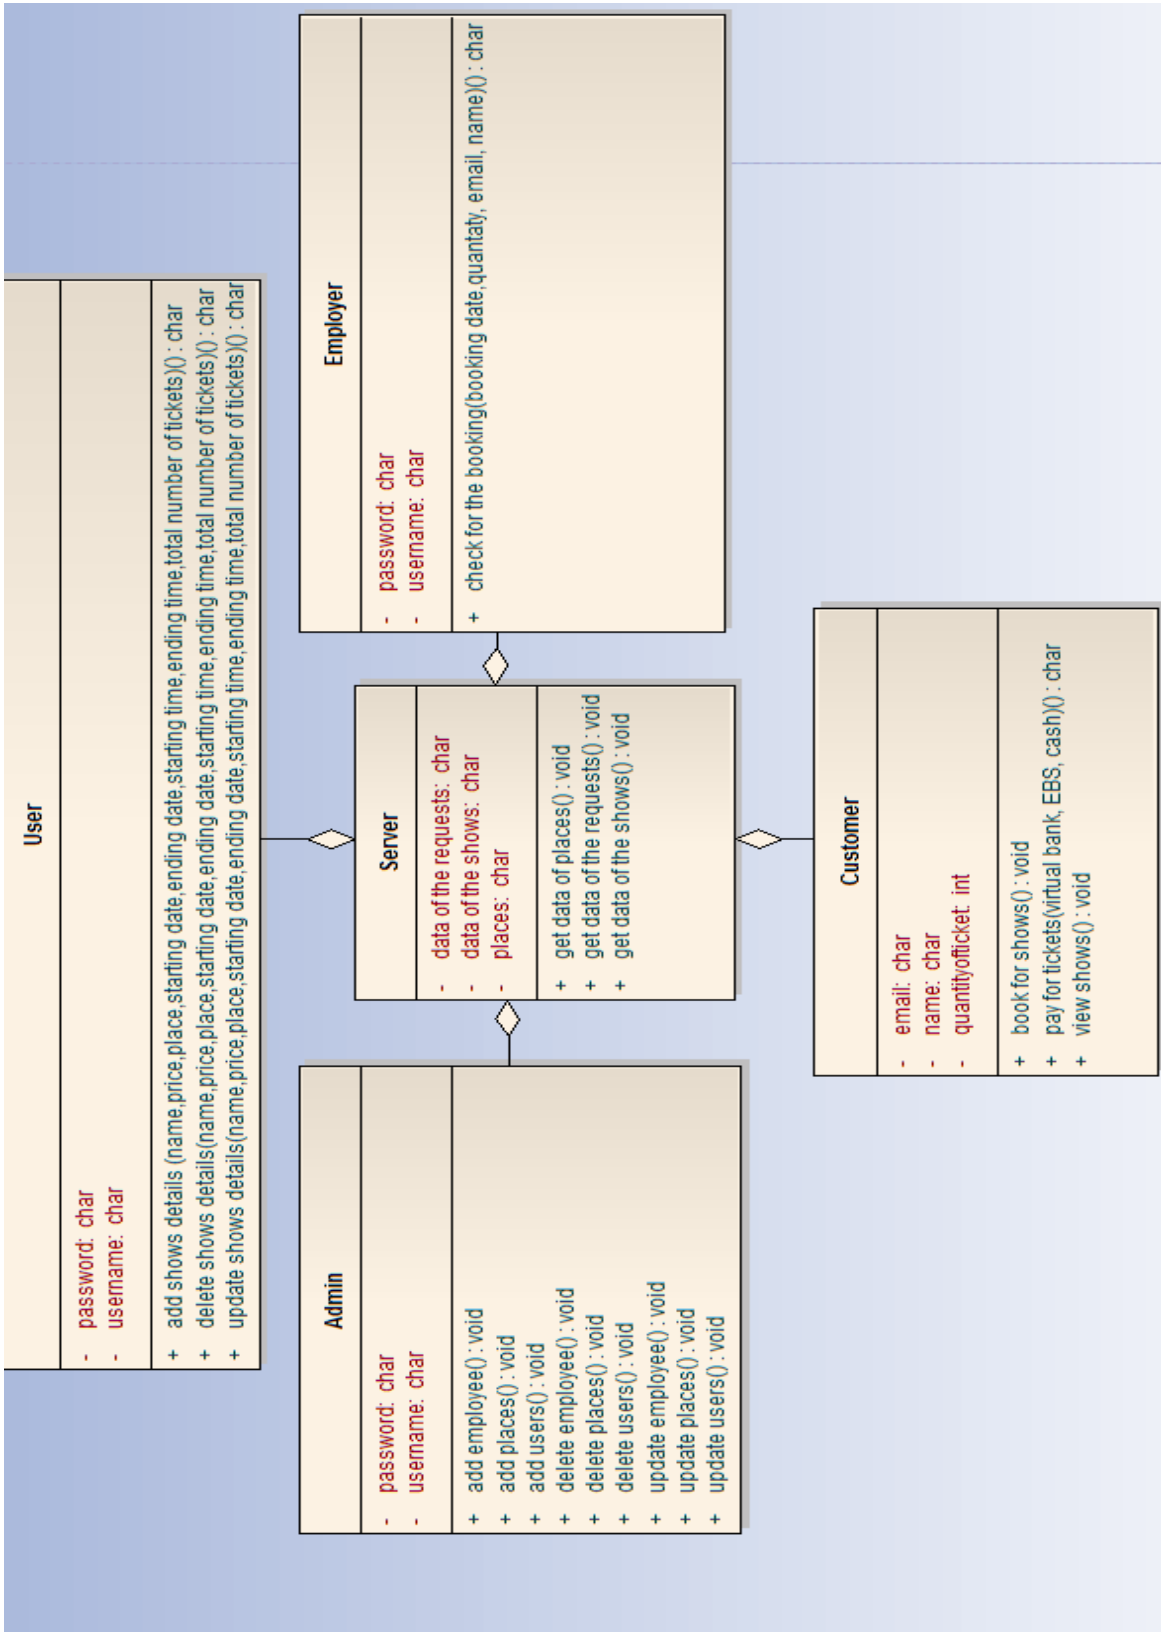 User
- password: char
- username: char
+ add shows details (name,price,place,starting date,ending date,starting time,ending time,total number of tickets)() : char
+ delete shows details(name,price,place,starting date,ending date,starting time,ending time,total number of tickets)() : char
+ update shows details(name,price,place,starting date,ending date,starting time,ending time,total number of tickets)() : char
Admin
- password: char
- username: char
+ add employee() : void
+ add places() : void
+ add users() : void
+ delete employee() : void
+ delete places() : void
+ delete users() : void
+ update employee() : void
+ update places() : void
+ update users() : void
Server
- data of the requests: char
- data of the shows: char
- places: char
+ get data of places() : void
+ get data of the requests() : void
+ get data of the shows() : void
Employer
- password: char
- username: char
+ check for the booking(booking date,quantaty, email, name)() : char
Customer
- email: char
- name: char
- quantityofticket: int
+ book for shows() : void
+ pay for tickets(virtual bank, EBS, cash)() : char
+ view shows() : void